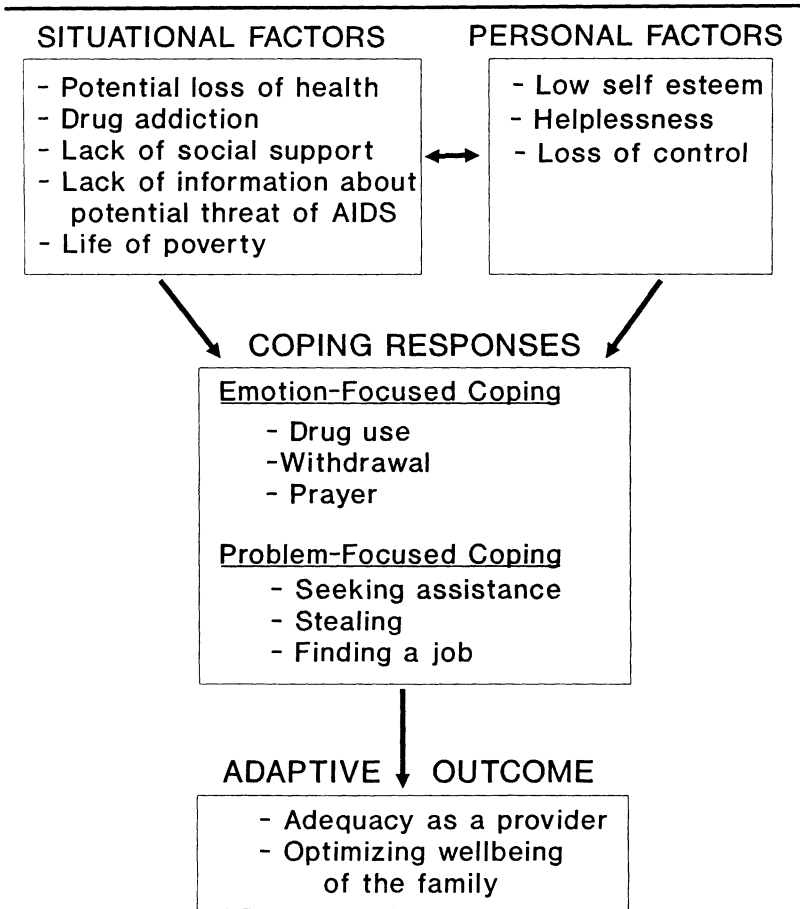 SITUATIONAL FACTORS
- Potential loss of health
- Drug addiction
- Lack of social support
- Lack of information about
potential threat of AIDS
- Life of poverty
PERSONAL FACTORS
- Low self esteem
- Helplessness
- Loss of control
COPING RESPONSES
Emotion-Focused Coping
- Drug use
-Withdrawal
- Prayer
Problem-Focused Coping
- Seeking assistance
- Stealing
- Finding a job
ADAPTIVE OUTCOME
- Adequacy as a provider
- Optimizing wellbeing
of the family